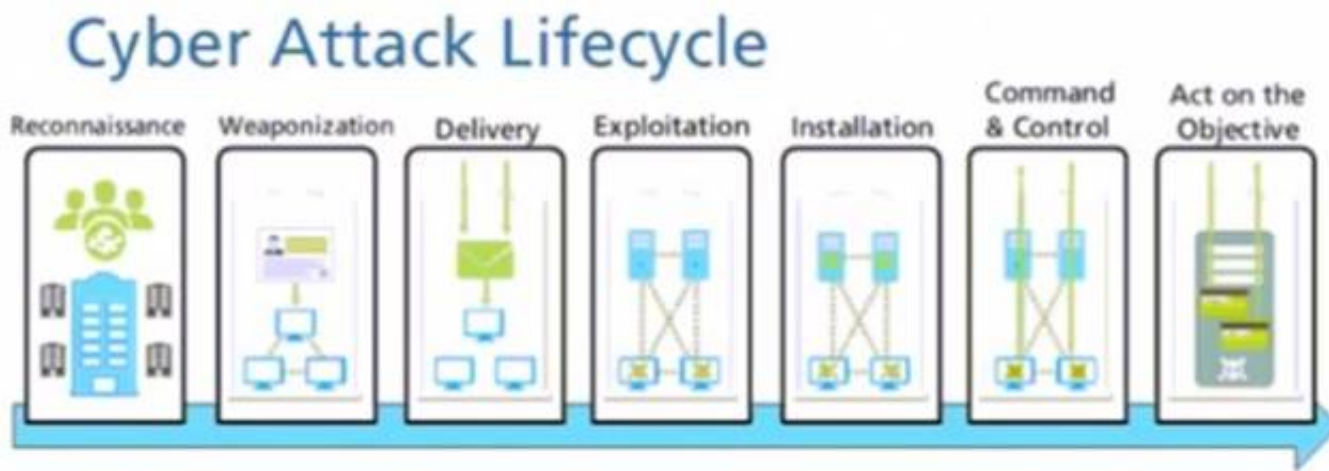 Cyber Attack Lifecycle
Reconnaissance
Weaponization
Delivery
Exploitation
Installation
Command
& Control
Act on the
Objective